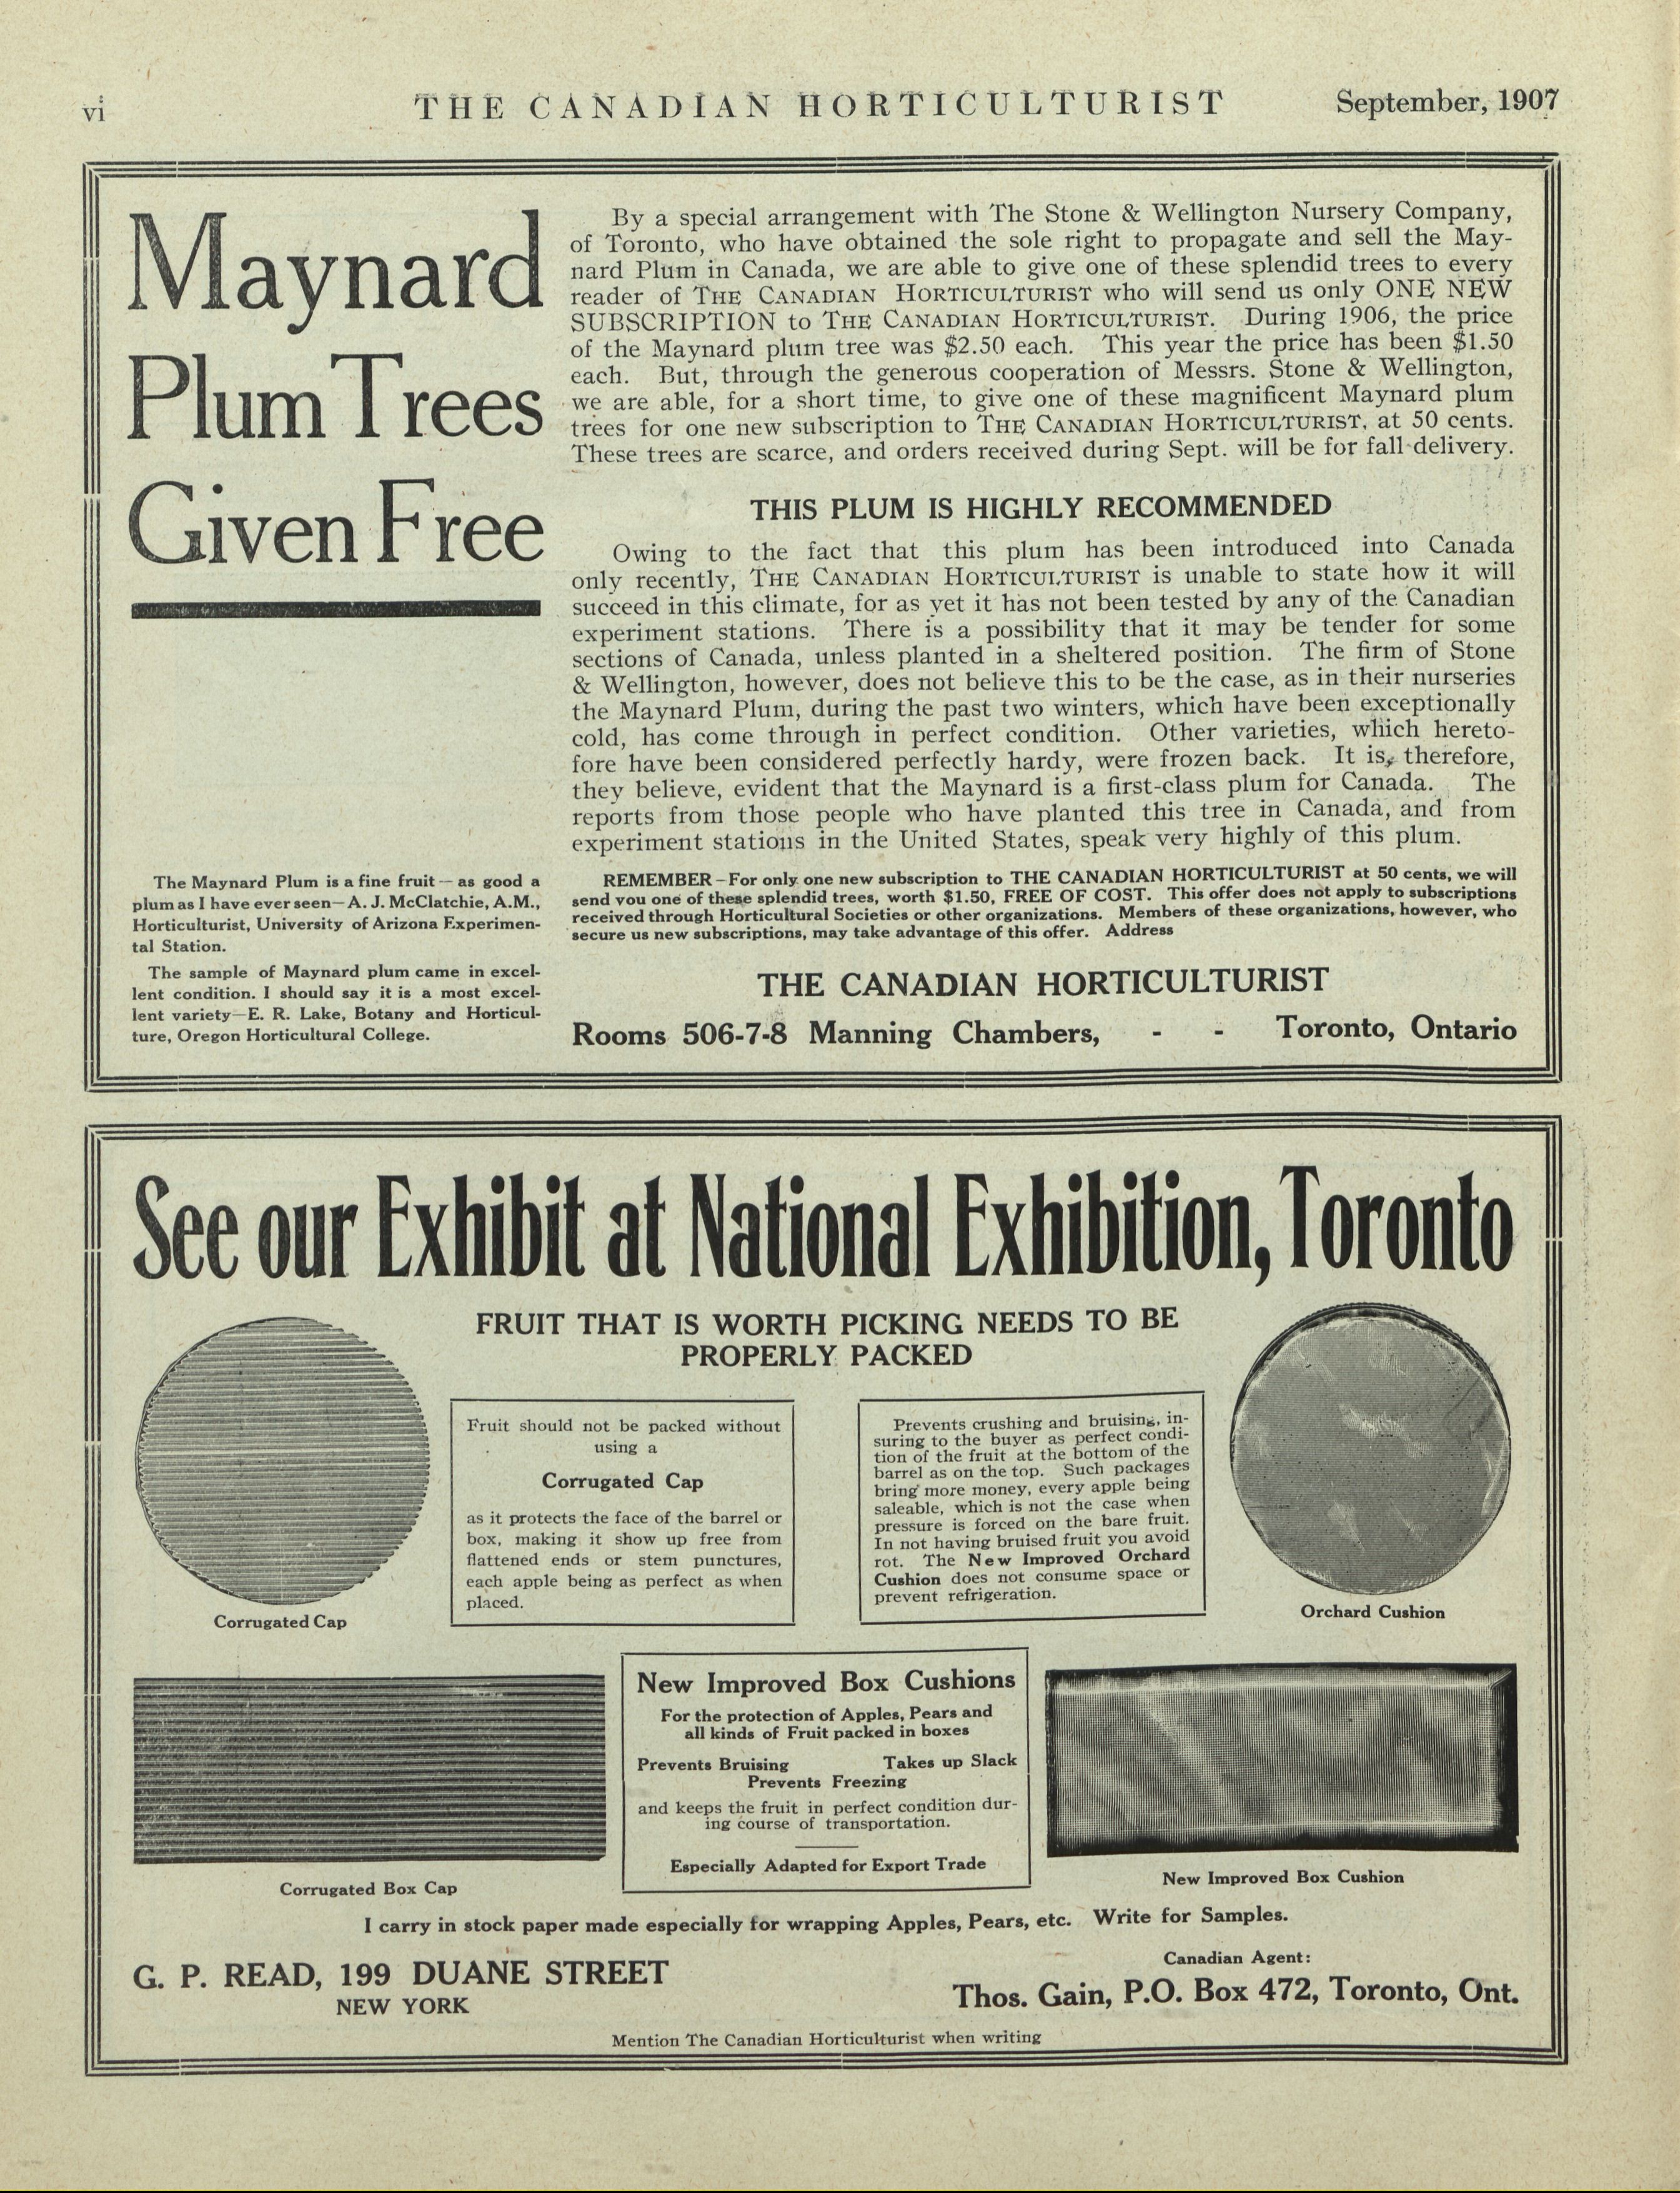 vi
THE CANADIAN HORTICULTURIST
September, 1907
Maynard
Plum Trees
Given Free
The Maynard Plum is a fine fruit—as good a
plum as I have ever seen—A. J. McClatchie, A.M.,
Horticulturist, University of Arizona Experimen-
tal Station.
The sample of Maynard plum came in excel-
lent condition. I should say it is a most excel-
lent variety—E. R. Lake, Botany and Horticul-
ture, Oregon Horticultural College.
By a special arrangement with The Stone & Wellington Nursery Company,
of Toronto, who have obtained the sole right to propagate and sell the May-
nard Plum in Canada, we are able to give one of these splendid trees to every
reader of THE CANADIAN HORTICULTURIST who will send us only ONE NEW
SUBSCRIPTION to THE CANADIAN HORTICULTURIST. During 1906, the price
of the Maynard plum tree was $2.50 each. This year the price has been $1.50
each. But, through the generous cooperation of Messrs. Stone & Wellington,
we are able, for a short time, to give one of these magnificent Maynard plum
trees for one new subscription to THE CANADIAN HORTICULTURIST, at 50 cents.
These trees are scarce, and orders received during Sept. will be for fall delivery.
THIS PLUM IS HIGHLY RECOMMENDED
Owing to the fact that this plum has been introduced into Canada
only recently, THE CANADIAN HORTICULTURIST is unable to state how it will
succeed in this climate, for as yet it has not been tested by any of the Canadian
experiment stations. There is a possibility that it may be tender for some
sections of Canada, unless planted in a sheltered position. The firm of Stone
& Wellington, however, does not believe this to be the case, as in their nurseries
the Maynard Plum, during the past two winters, which have been exceptionally
cold, has come through in perfect condition. Other varieties, which hereto-
fore have been considered perfectly hardy, were frozen back. It is, therefore,
they believe, evident that the Maynard is a first-class plum for Canada. The
reports from those people who have planted this tree in Canada, and from
experiment stations in the United States, speak very highly of this plum.
REMEMBER—For only one new subscription to THE CANADIAN HORTICULTURIST at 50 cents, we will
send you one of these splendid trees, worth $1.50, FREE OF COST. This offer does not apply to subscriptions
received through Horticultural Societies or other organizations. Members of these organizations, however, who
secure us new subscriptions, may take advantage of this offer. Address
THE CANADIAN HORTICULTURIST
Rooms 506-7-8 Manning Chambers, - - Toronto, Ontario
See our Exhibit at National Exhibition, Toronto
FRUIT THAT IS WORTH PICKING NEEDS TO BE
PROPERLY PACKED
Fruit should not be packed without
using a
Corrugated Cap
as it protects the face of the barrel or
box, making it show up free from
flattened ends or stem punctures,
each apple being as perfect as when
placed.
Prevents crushing and bruising, in-
suring to the buyer as perfect condi-
tion of the fruit at the bottom of the
barrel as on the top. Such packages
bring more money, every apple being
saleable, which is not the case when
pressure is forced on the bare fruit.
In not having bruised fruit you avoid
rot. The New Improved Orchard
Cushion does not consume space or
prevent refrigeration.
Corrugated Cap
Orchard Cushion
New Improved Box Cushions
For the protection of Apples, Pears and
all kinds of Fruit packed in boxes
Prevents Bruising Takes up Slack
Prevents Freezing
and keeps the fruit in perfect condition dur-
ing course of transportation.
Especially Adapted for Export Trade
Corrugated Box Cap
New Improved Box Cushion
I carry in stock paper made especially for wrapping Apples, Pears, etc. Write for Samples.
G. P. READ, 199 DUANE STREET
NEW YORK
Canadian Agent:
Thos. Gain, P.O. Box 472, Toronto, Ont.
Mention The Canadian Horticulturist when writing